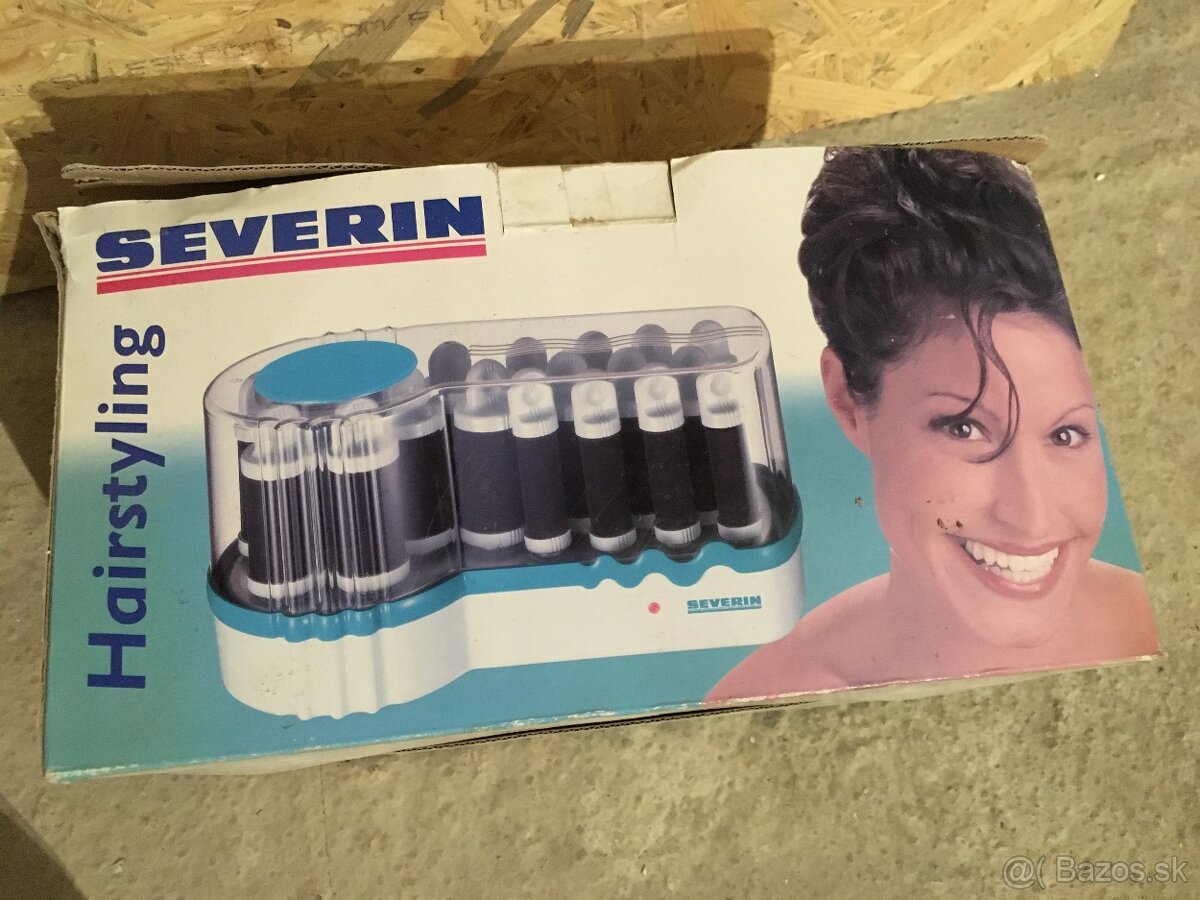 SEVERIN
Hairstyling
SEVERIN
@( Bazos.sk